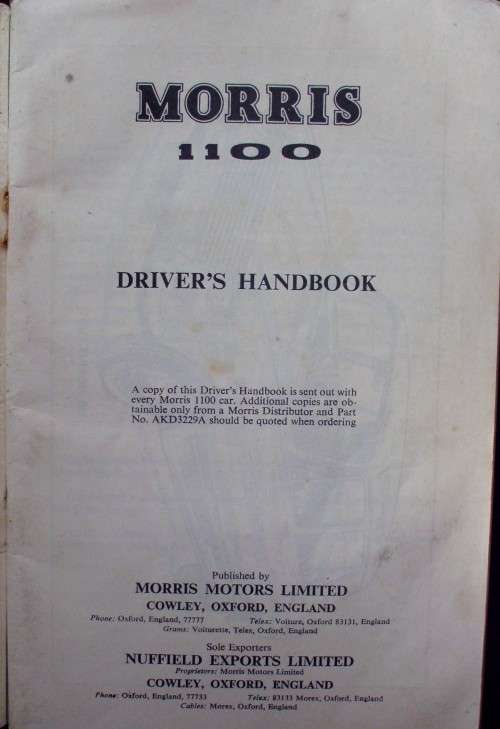 MORRIS
1100
DRIVER'S HANDBOOK
A copy of this Driver's Handbook is sent out with
every Morris 1100 car. Additional copies are ob-
tainable only from a Morris Distributor and Part
No. AKD3229A should be quoted when ordering
Published by
MORRIS MOTORS LIMITED
COWLEY, OXFORD, ENGLAND
Phone: Oxford, England, 77777 Telex: Voiture, Oxford 83131, England
Grams: Voiturette, Telex, Oxford, England
Sole Exporters
NUFFIELD EXPORTS LIMITED
Proprietors: Morris Motors Limited
COWLEY, OXFORD, ENGLAND
Phone: Oxford, England, 77733 Telex: 83133 Morex, Oxford, England
Cables: Morex, Oxford, England